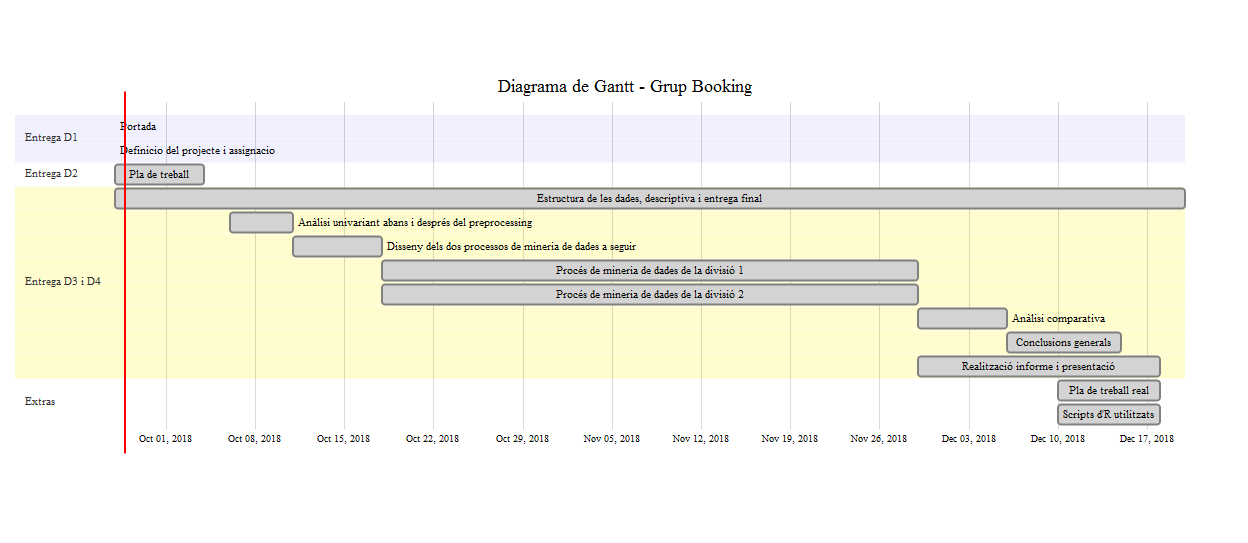 Diagrama de Gantt - Grup Booking
Entrega D1
Portada
Definicio del projecte i assignacio
Entrega D2
Pla de treball
Estructura de les dades, descriptiva i entrega final
Anàlisi univariant abans i després del preprocessing
Disseny dels dos processos de mineria de dades a seguir
Entrega D3 i D4
Procés de mineria de dades de la divisió 1
Procés de mineria de dades de la divisió 2
Anàlisi comparativa
Conclusions generals
Realització informe i presentació
Extras
Pla de treball real
Scripts d'R utilitzats
Oct 01, 2018
Oct 08, 2018
Oct 15, 2018
Oct 22, 2018
Oct 29, 2018
Nov 05, 2018
Nov 12, 2018
Nov 19, 2018
Nov 26, 2018
Dec 03, 2018
Dec 10, 2018
Dec 17, 2018